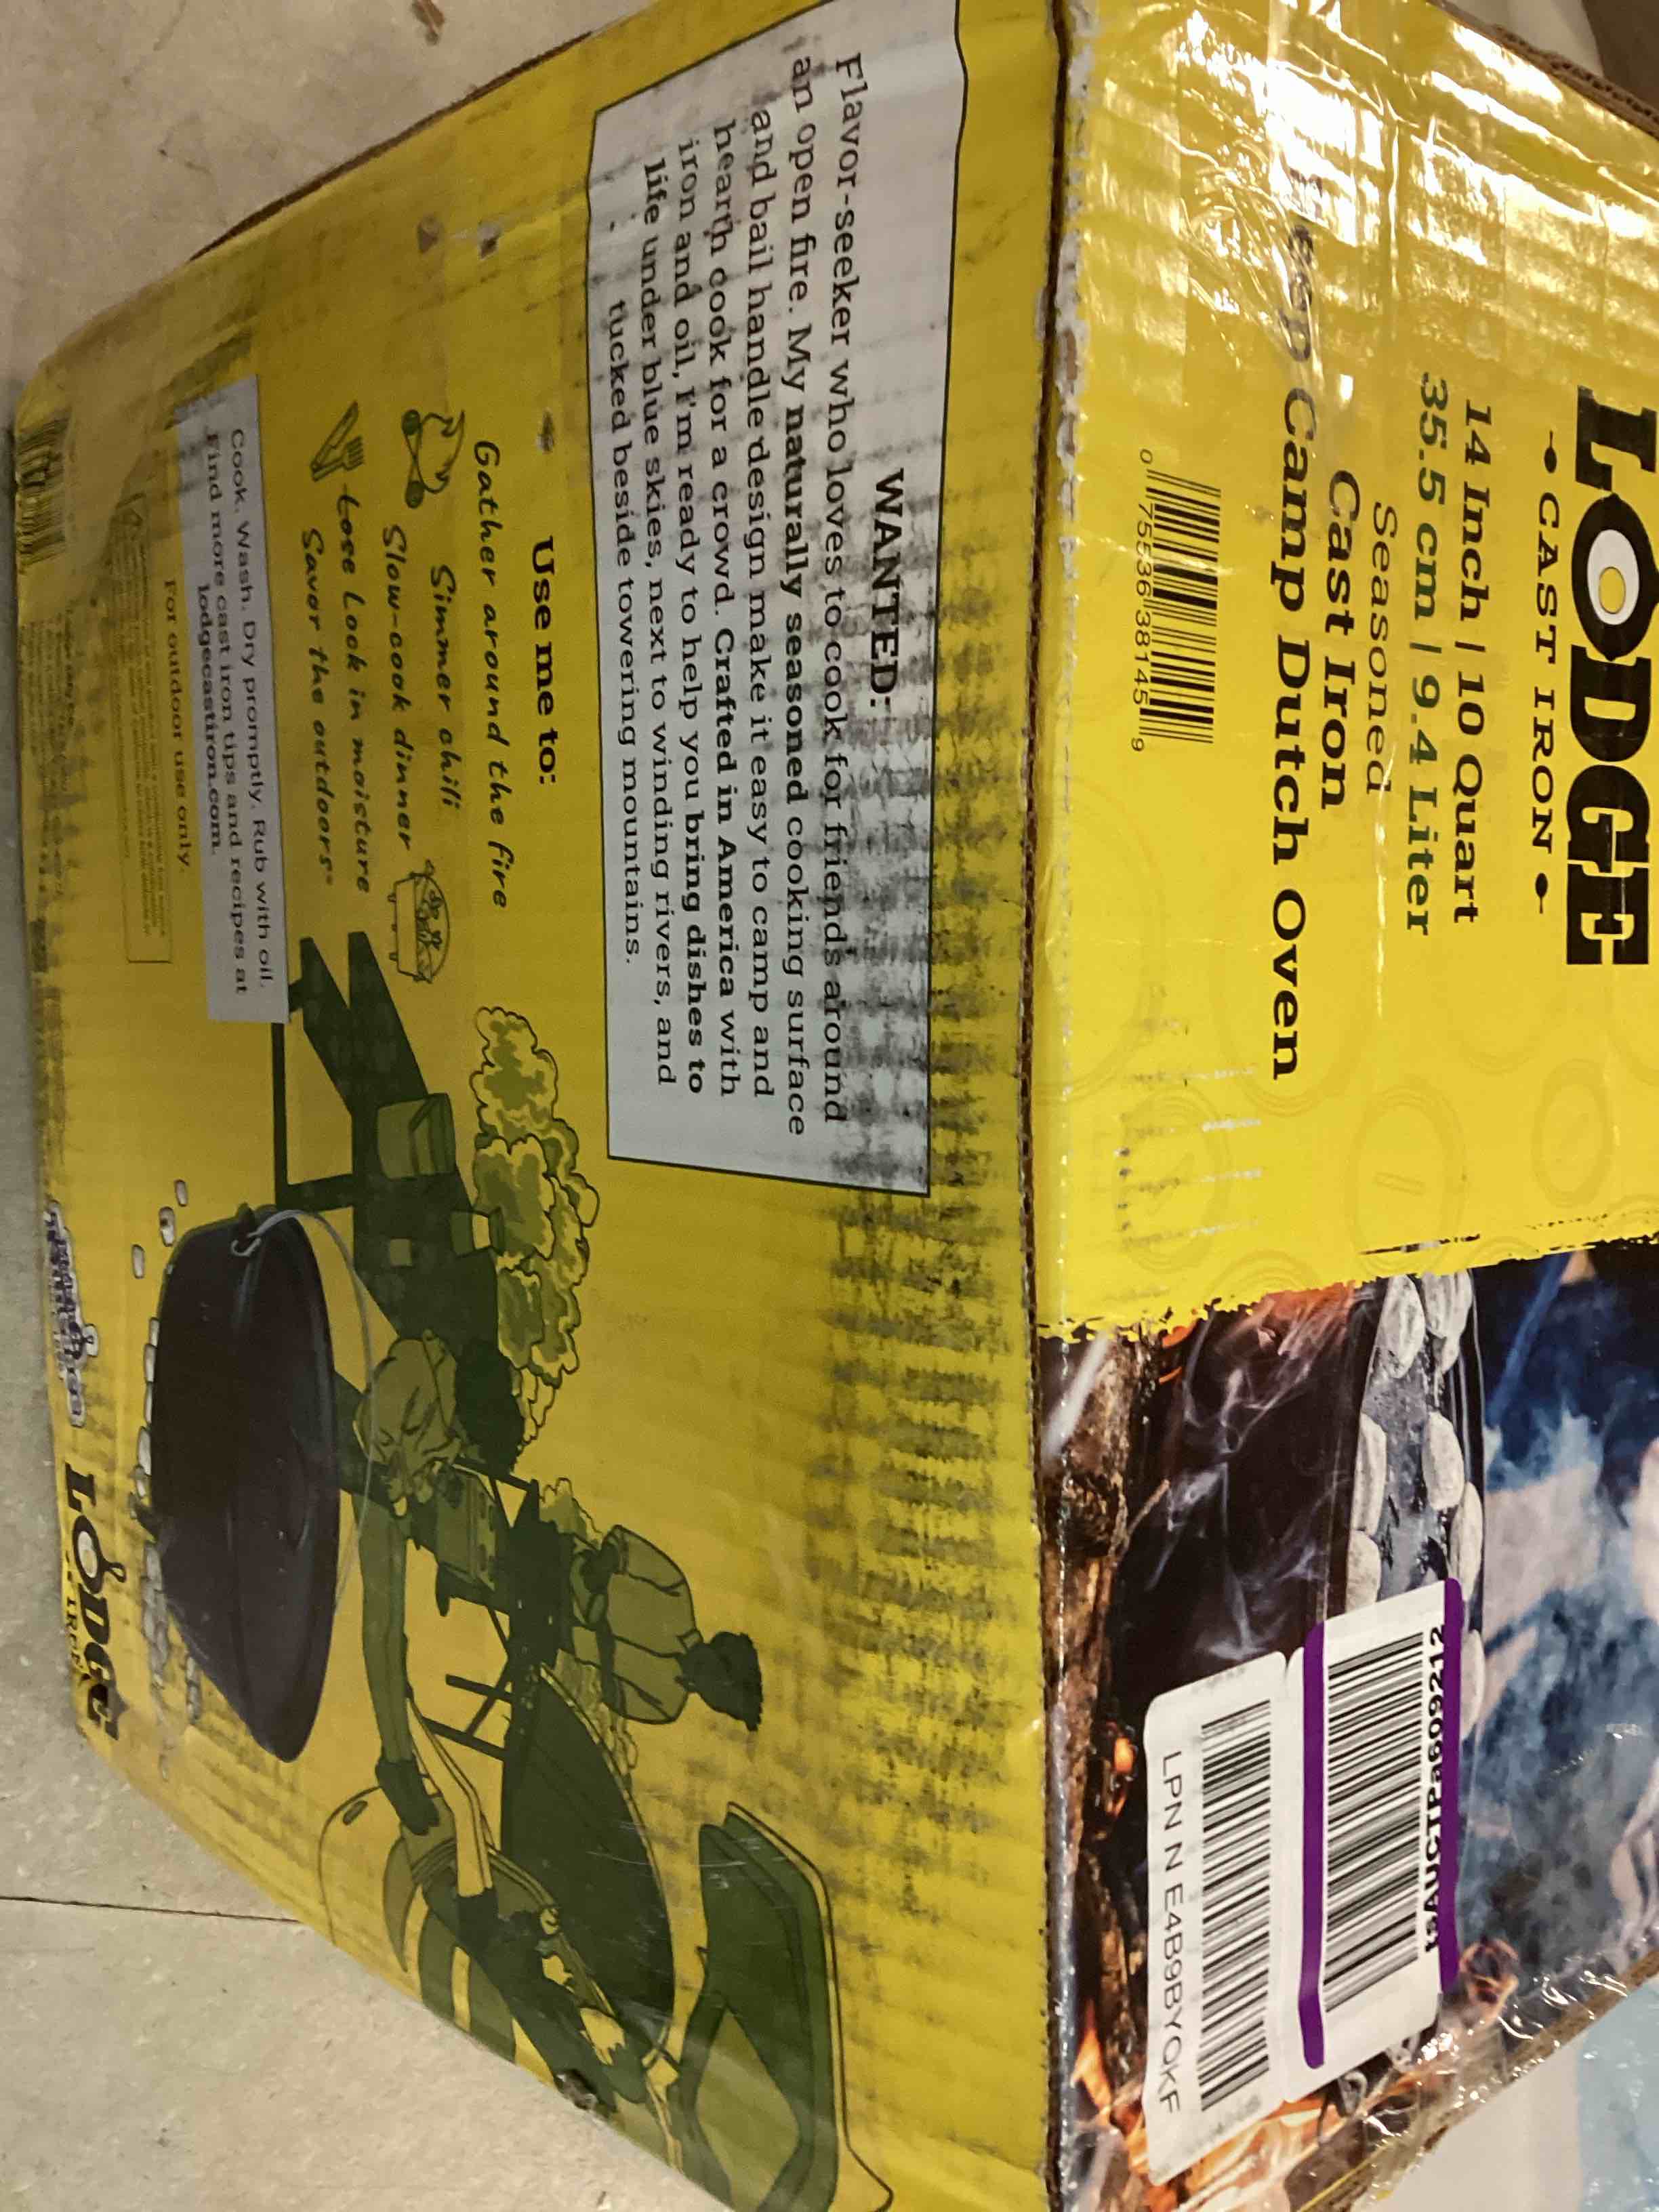 LODGE
CAST IRON
14 Inch | 10 Quart
35.5 cm | 9.4 Liter
Seasoned
Cast Iron
Camp Dutch Oven
0 75536 38145 9
LPN N E4B9BYOKF
WANTED:
Flavor-seeker who loves to cook for friends around
an open fire. My naturally seasoned cooking surface
and bail handle design make it easy to camp and
hearth cook for a crowd. Crafted in America with
iron and oil, I'm ready to help you bring dishes to
life under blue skies, next to winding rivers, and
tucked beside towering mountains.
Use me to:
Gather around the fire
Simmer chili
Slow-cook dinner
Lose Lock in moisture
Savor the outdoors
Cook. Wash. Dry promptly. Rub with oil.
Find more cast iron tips and recipes at
lodgecastiron.com.
For outdoor use only.
LODGE